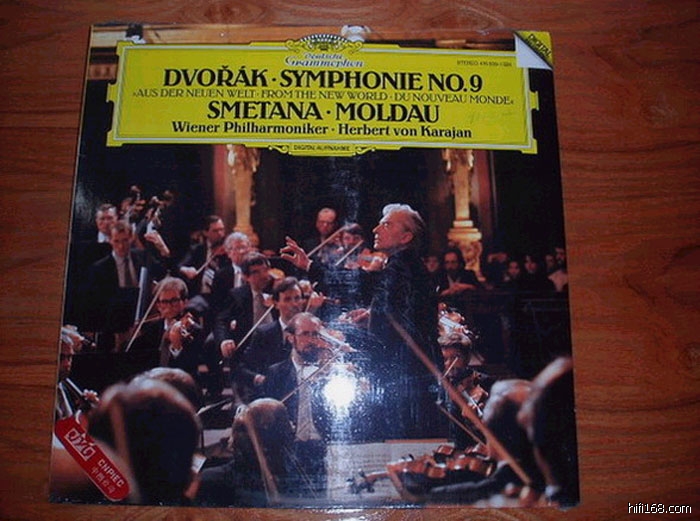 Deutsche
Grammophon
DIGITAL
DVOŘÁK · SYMPHONIE NO. 9
»AUS DER NEUEN WELT · FROM THE NEW WORLD · DU NOUVEAU MONDE«
SMETANA · MOLDAU
Wiener Philharmoniker · Herbert von Karajan
DIGITAL-AUFNAHME
CNPIEC
hifi168.com